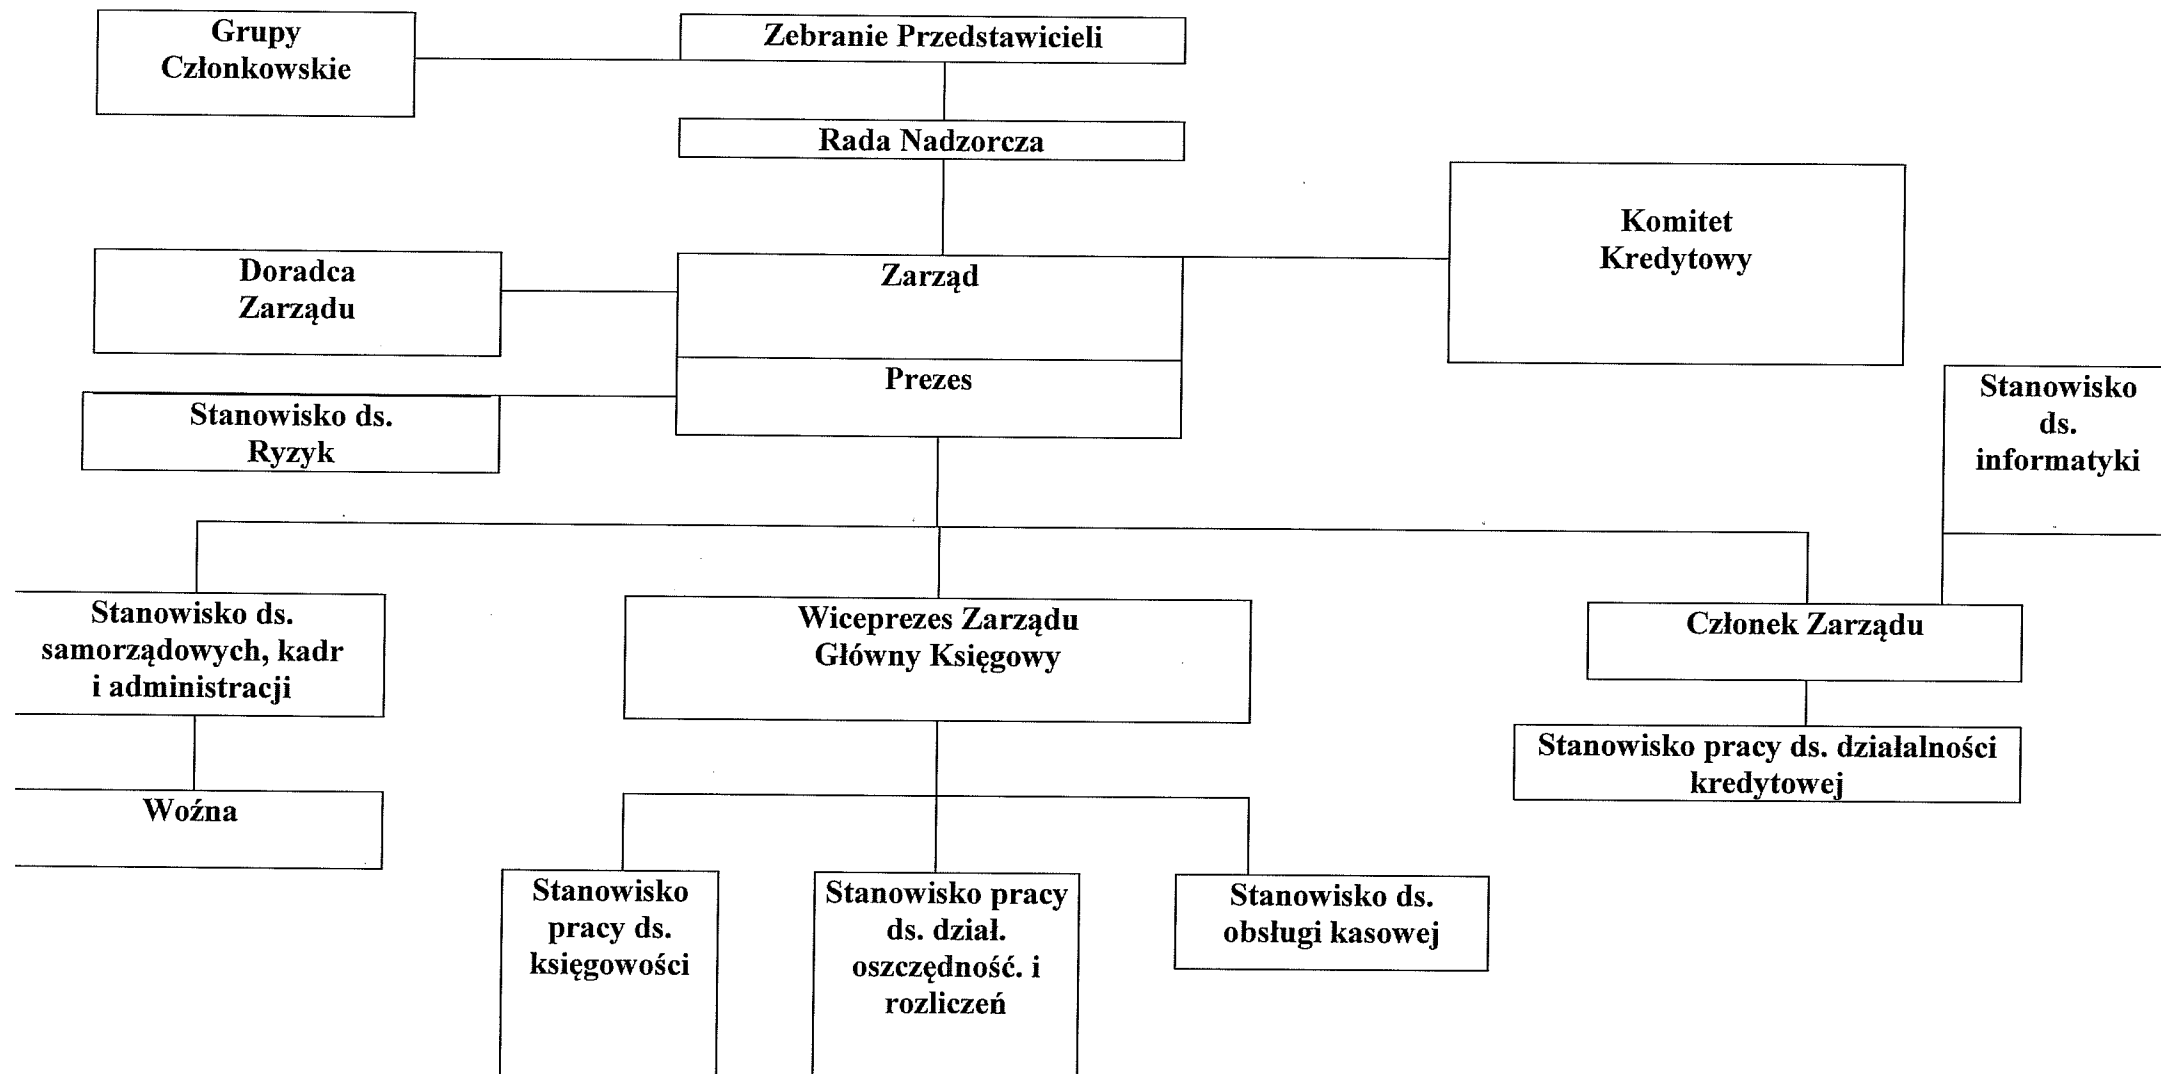 Grupy
Członkowskie
Zebranie Przedstawicieli
Rada Nadzorcza
Komitet
Kredytowy
Doradca
Zarządu
Zarząd
Prezes
Stanowisko ds.
Ryzyk
Stanowisko
ds.
informatyki
Stanowisko ds.
samorządowych, kadr
i administracji
Wiceprezes Zarządu
Główny Księgowy
Członek Zarządu
Stanowisko pracy ds. działalności
kredytowej
Woźna
Stanowisko
pracy ds.
księgowości
Stanowisko pracy
ds. dział.
oszczędność. i
rozliczeń
Stanowisko ds.
obsługi kasowej